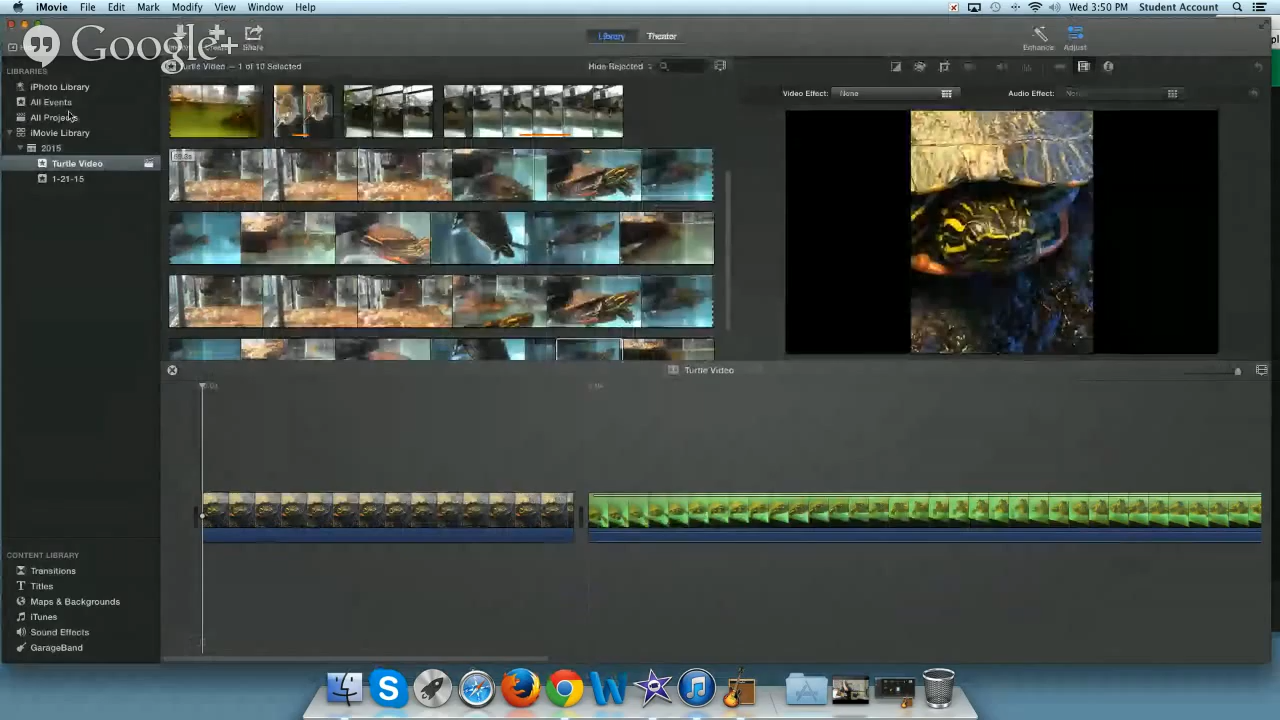 iMovie File Edit Mark Modify View Window Help Wed 3:50 PM Student Account
Google+
Share
Library Theater
Enhance Adjust
LIBRARIES
Turtle Video — 1 of 10 Selected
Hide Rejected
iPhoto Library
All Events
All Projects
iMovie Library
2015
Turtle Video
1-21-15
Video Effect: None Audio Effect:
Turtle Video
CONTENT LIBRARY
Transitions
Titles
Maps & Backgrounds
iTunes
Sound Effects
GarageBand